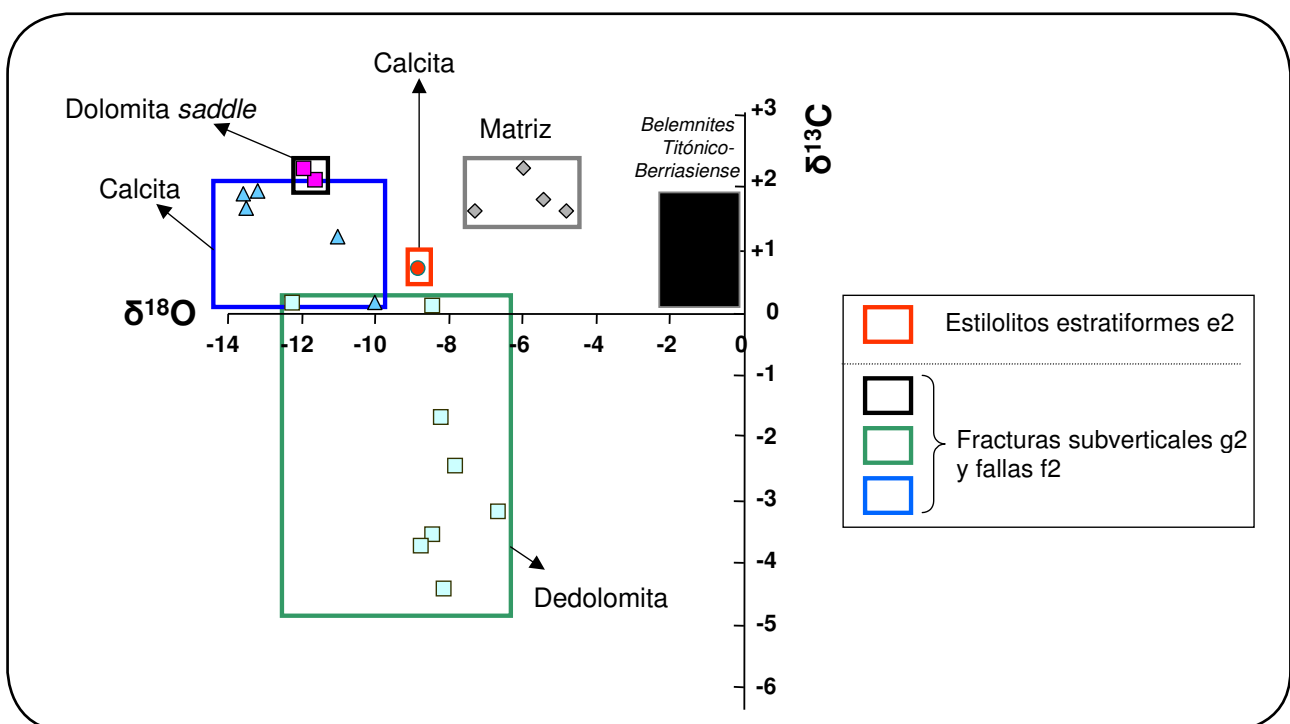 Calcita
Dolomita saddle
Matriz
Belemnites
Titónico-
Berriasiense
Calcita
δ18O
δ13C
+3
+2
+1
0
-1
-2
-3
-4
-5
-6
-14
-12
-10
-8
-6
-4
-2
0
Dedolomita
Estilolitos estratiformes e2
Fracturas subverticales g2
y fallas f2